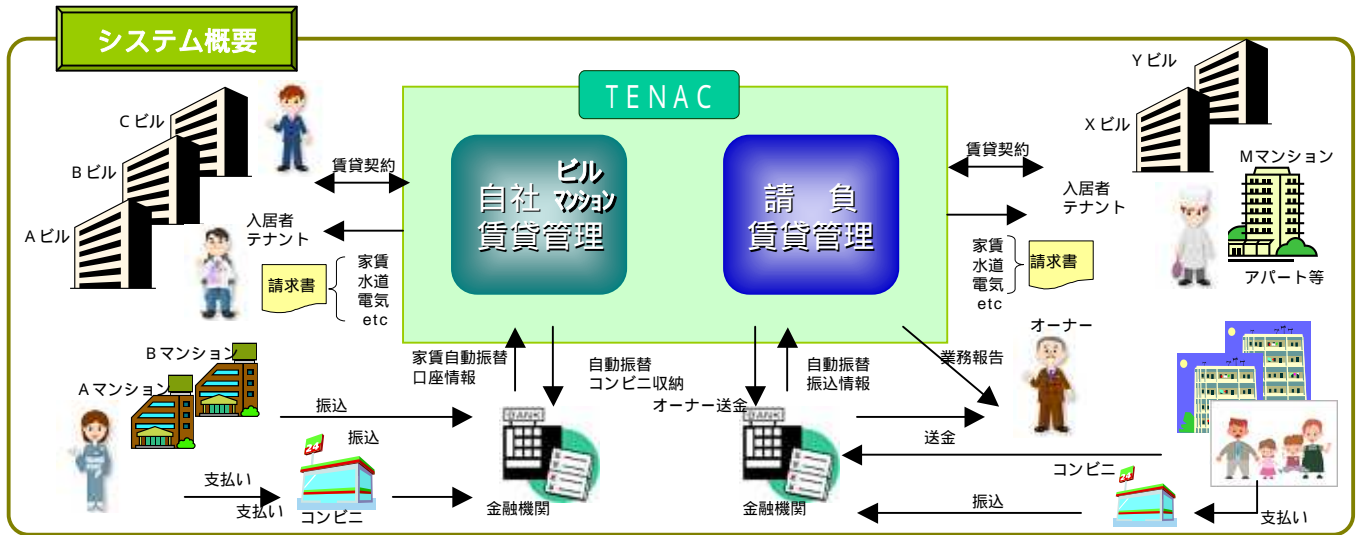 システム概要
TENAC
Cビル
Bビル
Aビル
賃貸契約
入居者
テナント
請求書
家賃
水道
電気
etc
自社
ビル
マンション
賃貸管理
請 負
賃貸管理
賃貸契約
入居者
テナント
家賃
水道
電気
etc
請求書
Yビル
Xビル
Mマンション
アパート等
Bマンション
Aマンション
家賃自動振替
口座情報
自動振替
コンビニ収納
オーナー送金
自動振替
振込情報
業務報告
オーナー
振込
振込
BANK
金融機関
支払い
支払い
24
コンビニ
BANK
金融機関
送金
コンビニ
24
振込
支払い